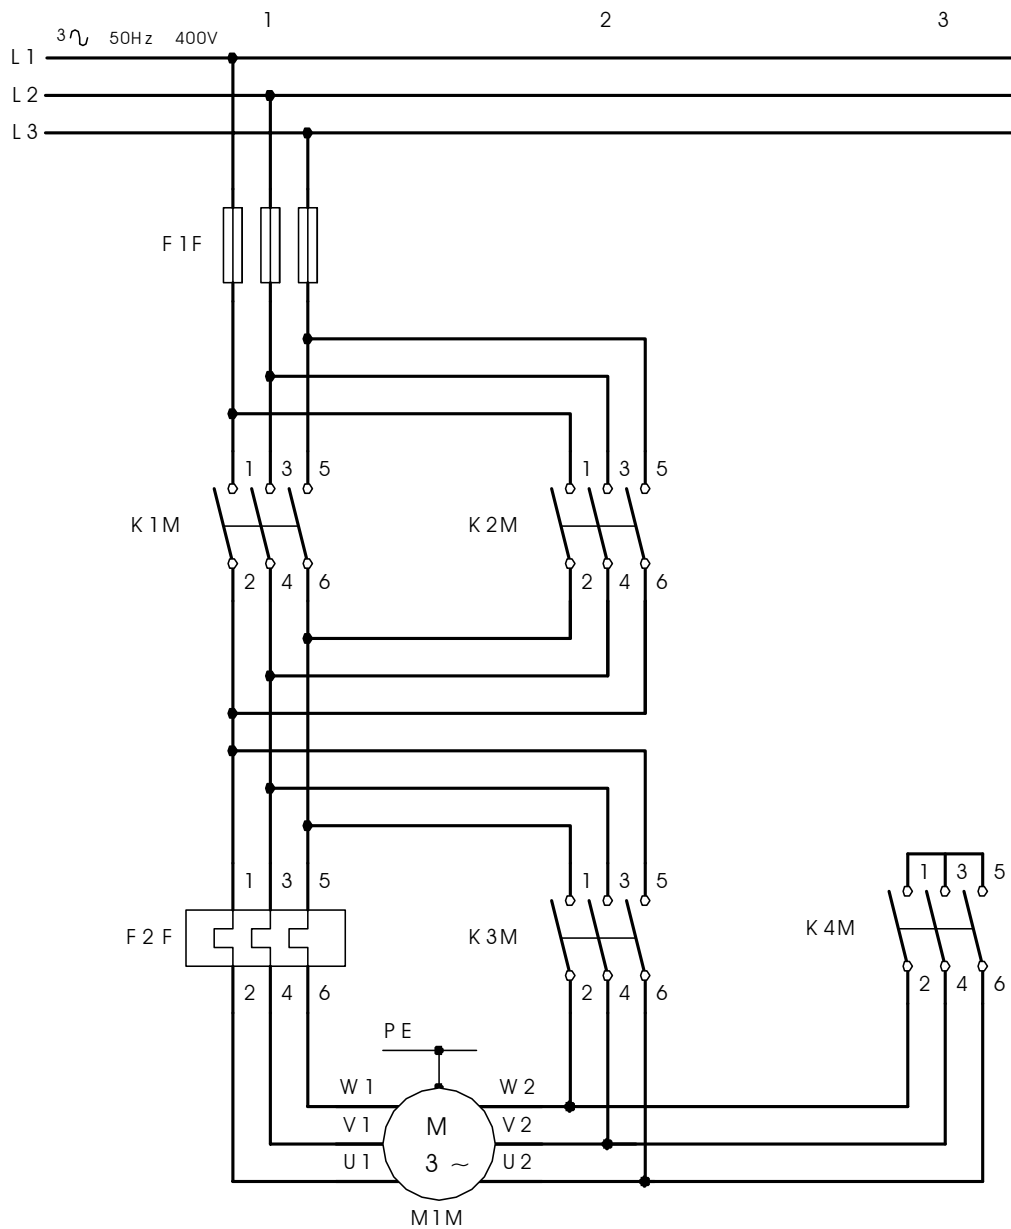 1 2 3
3 50Hz 400V
L1
L2
L3
F1F
1 3 5 1 3 5
K1M K2M
2 4 6 2 4 6
1 3 5 1 3 5 1 3 5
F2F K3M K4M
2 4 6 2 4 6 2 4 6
PE
W1 W2
V1 M V2
U1 3 ~ U2
M1M